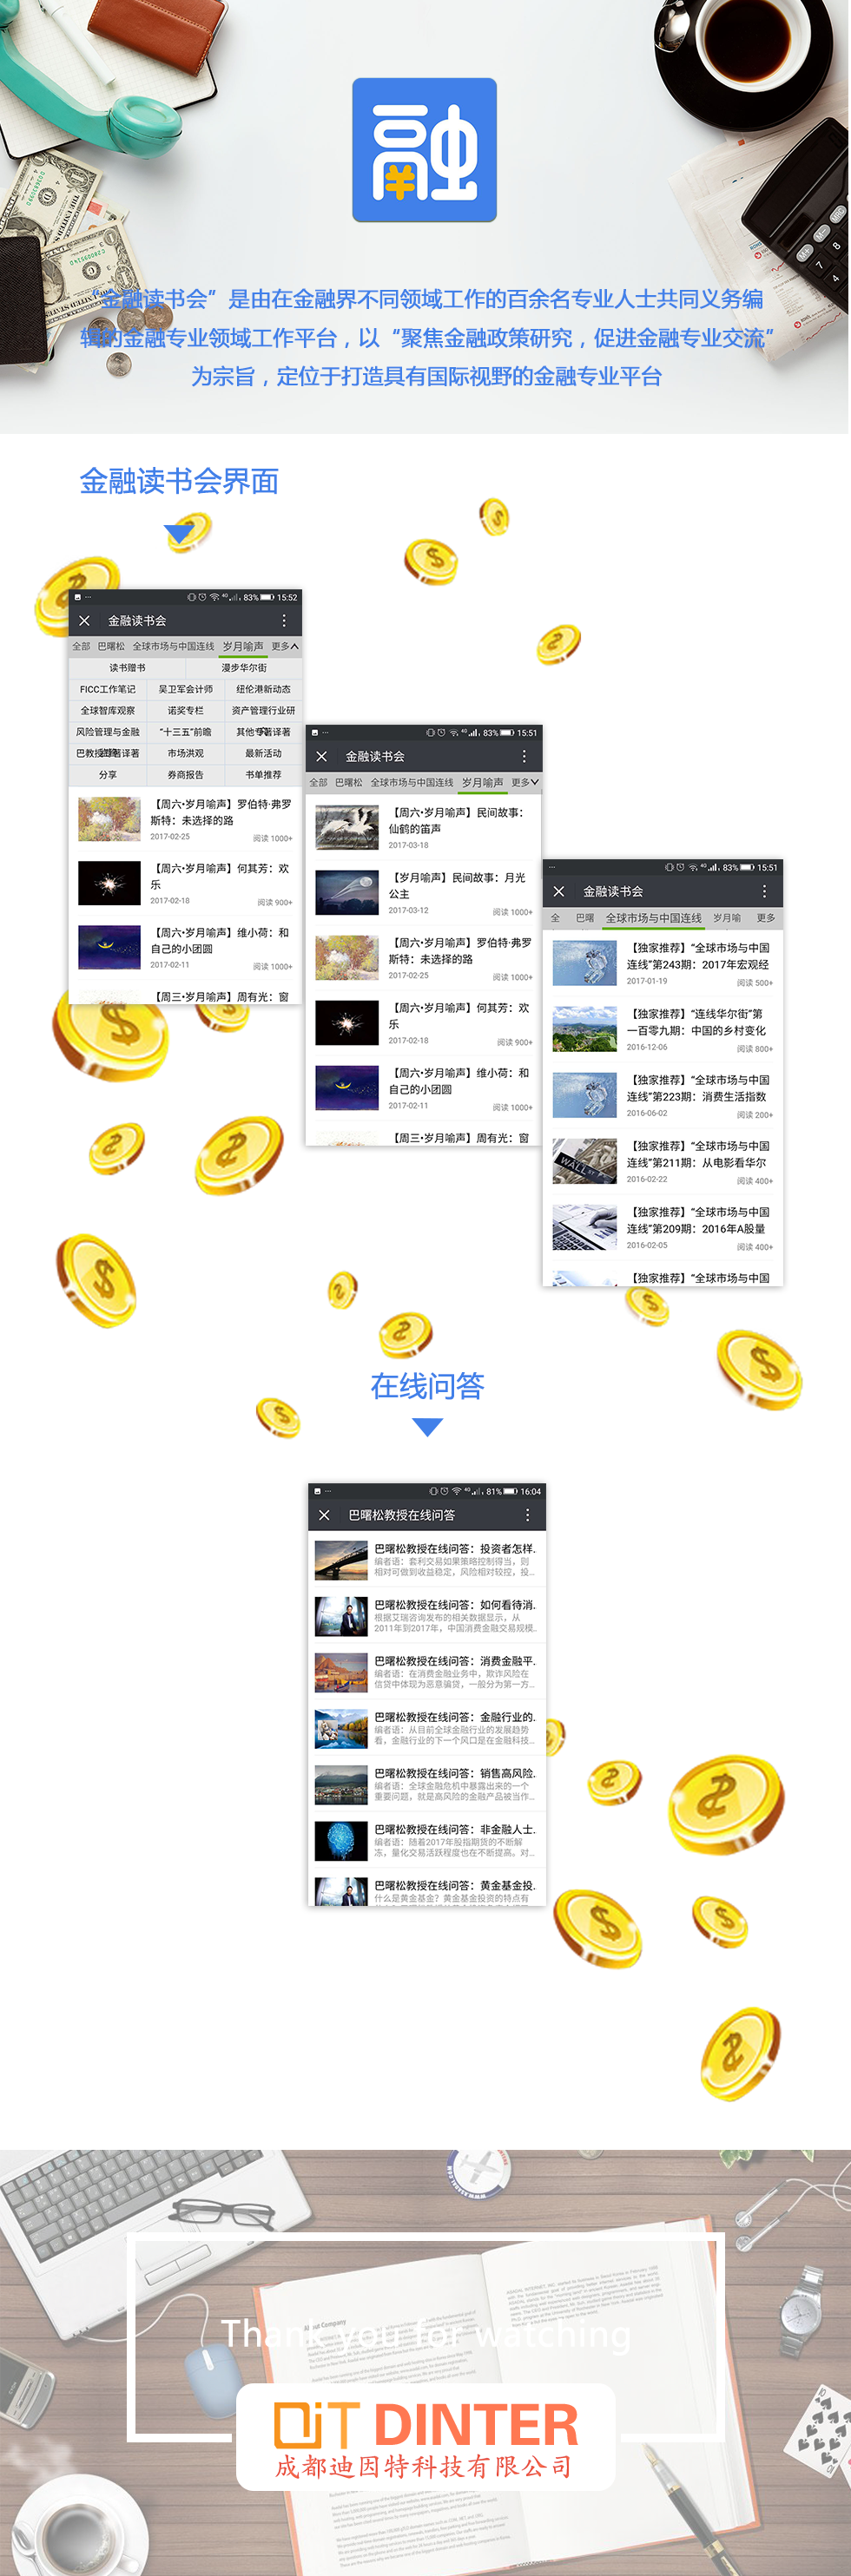 融
“金融读书会”是由在金融界不同领域工作的百余名专业人士共同义务编
辑的金融专业领域工作平台，以“聚焦金融政策研究，促进金融专业交流”
为宗旨，定位于打造具有国际视野的金融专业平台
金融读书会界面
83% 15:52
金融读书会
全部 巴曙松 全球市场与中国连线 岁月喻声 更多
读书赠书 漫步华尔街
FICC工作笔记 吴卫军会计师 纽伦港新动态
全球智库观察 诺奖专栏 资产管理行业研
风险管理与金融 “十三五”前瞻 其他专著译著
巴教授 著译著 市场洪观 最新活动
分享 券商报告 书单推荐
【周六•岁月喻声】罗伯特·弗罗
斯特：未选择的路
2017-02-25 阅读 1000+
【周六•岁月喻声】何其芳：欢
乐
2017-02-18 阅读 900+
【周六•岁月喻声】维小荷：和
自己的小团圆
2017-02-11 阅读 1000+
【周三•岁月喻声】周有光：窗
83% 15:51
金融读书会
全部 巴曙松 全球市场与中国连线 岁月喻声 更多
【周六•岁月喻声】民间故事：
仙鹤的笛声
2017-03-18
【岁月喻声】民间故事：月光
公主
2017-03-12 阅读 1000+
【周六•岁月喻声】罗伯特·弗罗
斯特：未选择的路
2017-02-25 阅读 1000+
【周六•岁月喻声】何其芳：欢
乐
2017-02-18 阅读 900+
【周六•岁月喻声】维小荷：和
自己的小团圆
2017-02-11 阅读 1000+
【周三•岁月喻声】周有光：窗
83% 15:51
金融读书会
全 巴曙 全球市场与中国连线 岁月喻 更多
【独家推荐】“全球市场与中国
连线”第243期：2017年宏观经
2017-01-19 阅读 500+
【独家推荐】“连线华尔街”第
一百零九期：中国的乡村变化
2016-12-06 阅读 800+
【独家推荐】“全球市场与中国
连线”第223期：消费生活指数
2016-06-02 阅读 200+
【独家推荐】“全球市场与中国
连线”第211期：从电影看华尔
2016-02-22 阅读 400+
WALL ST
【独家推荐】“全球市场与中国
连线”第209期：2016年A股量
2016-02-05 阅读 400+
【独家推荐】“全球市场与中国
在线问答
81% 16:04
巴曙松教授在线问答
巴曙松教授在线问答：投资者怎样.
编者语：套利交易如果策略控制得当，则
相对可做到收益稳定，风险相对较控，投...
巴曙松教授在线问答：如何看待消.
根据艾瑞咨询发布的相关数据显示，从
2011年到2017年，中国消费金融交易规模..
巴曙松教授在线问答：消费金融平.
编者语：在消费金融业务中，欺诈风险在
信贷中体现为恶意骗贷，一般分为第一方...
巴曙松教授在线问答：金融行业的.
编者语：从目前全球金融行业的发展趋势
看，金融行业的下一个风口是在金融科技...
巴曙松教授在线问答：销售高风险.
编者语：全球金融危机中暴露出来的一个
重要问题，就是高风险的金融产品被当作...
巴曙松教授在线问答：非金融人士.
编者语：随着2017年股指期货的不断解
冻，量化交易活跃程度也在不断提高。对...
巴曙松教授在线问答：黄金基金投.
什么是黄金基金？黄金基金投资的特点有
About Company
Thank you for watching
DiT DINTER
成都迪因特科技有限公司